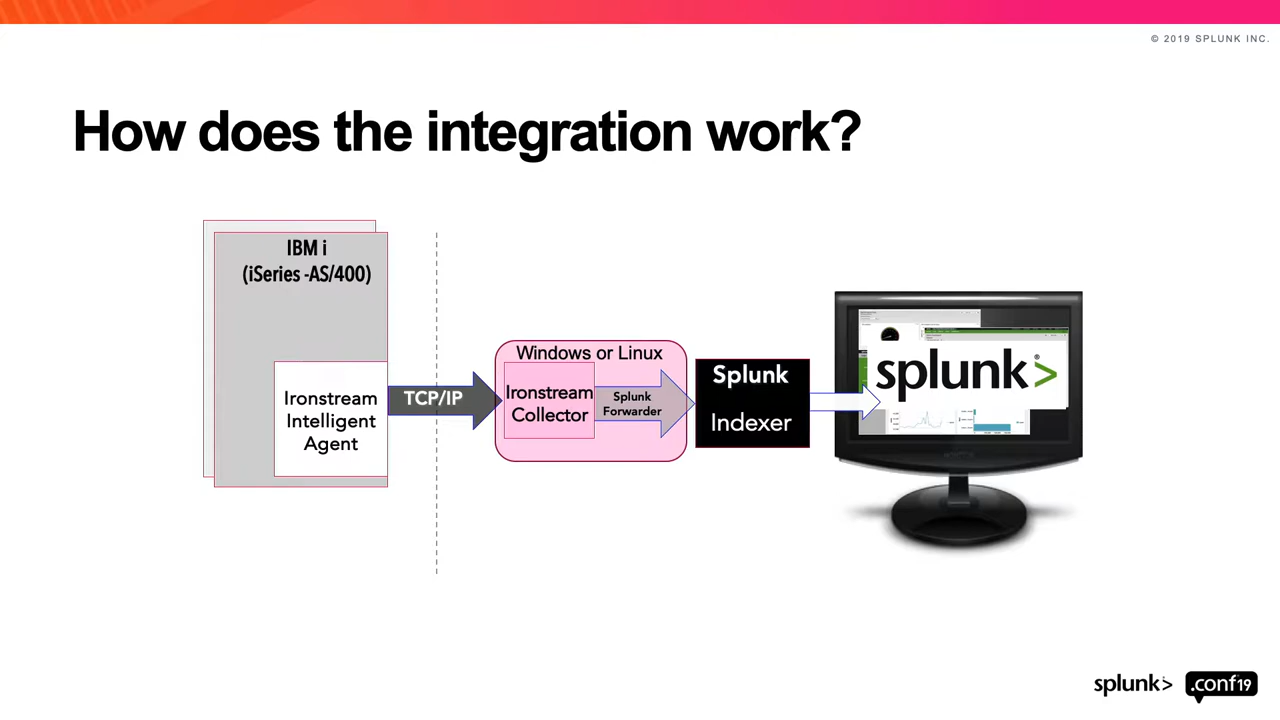 © 2019 SPLUNK INC.
How does the integration work?
IBM i
(iSeries -AS/400)
Ironstream
Intelligent
Agent
TCP/IP
Windows or Linux
Ironstream
Collector
Splunk
Forwarder
Splunk
Indexer
splunk>®
splunk> .conf19